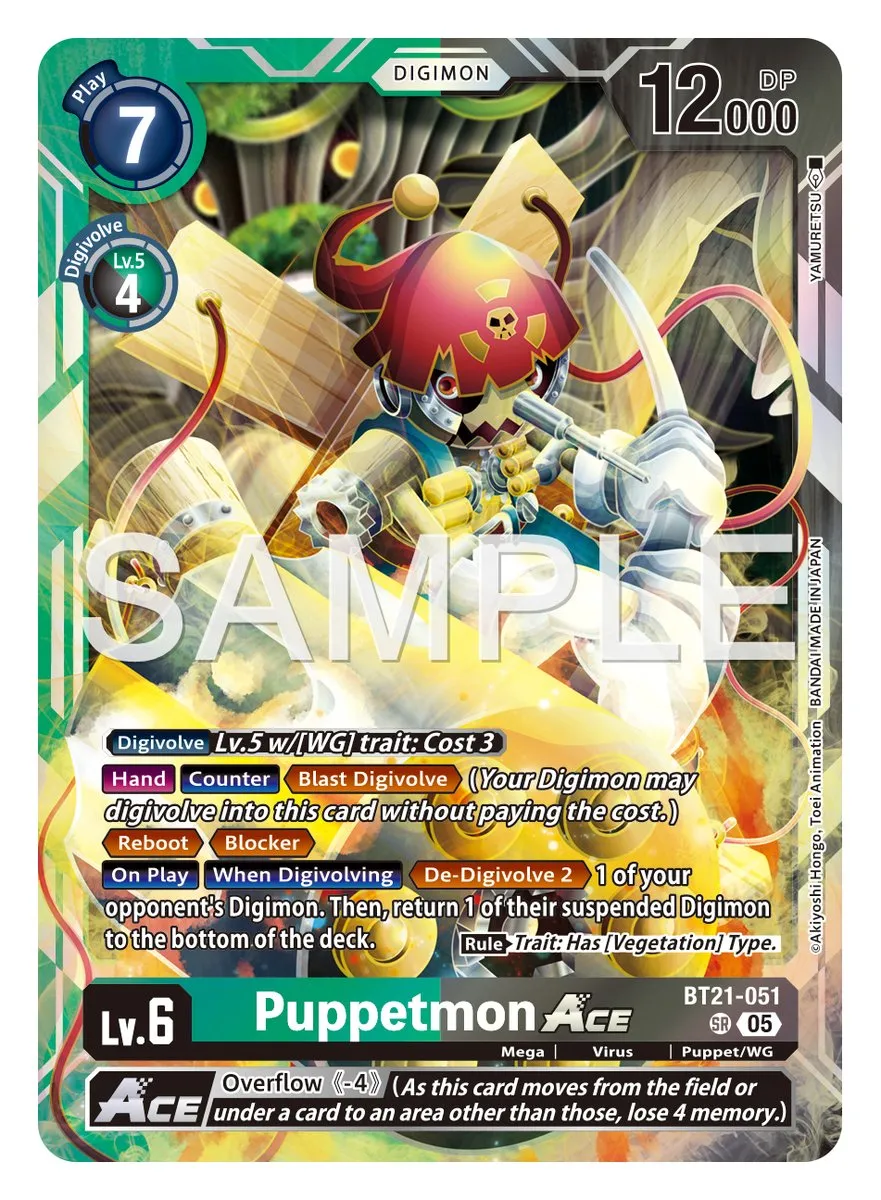 DIGIMON
Play
7
12000
DP
Digivolve
Lv.5
4
YAMURETSU
SAMPLE
BANDAI MADE IN JAPAN
©Akiyoshi Hongo, Toei Animation
Digivolve Lv.5 w/[WG] trait: Cost 3
Hand Counter Blast Digivolve (Your Digimon may
digivolve into this card without paying the cost.)
Reboot Blocker
On Play When Digivolving De-Digivolve 2 1 of your
opponent's Digimon. Then, return 1 of their suspended Digimon
to the bottom of the deck.
Rule Trait: Has [Vegetation] Type.
Lv.6
Puppetmon ACE
BT21-051
SR 05
Mega | Virus | Puppet/WG
ACE
Overflow 《-4》 (As this card moves from the field or
under a card to an area other than those, lose 4 memory.)